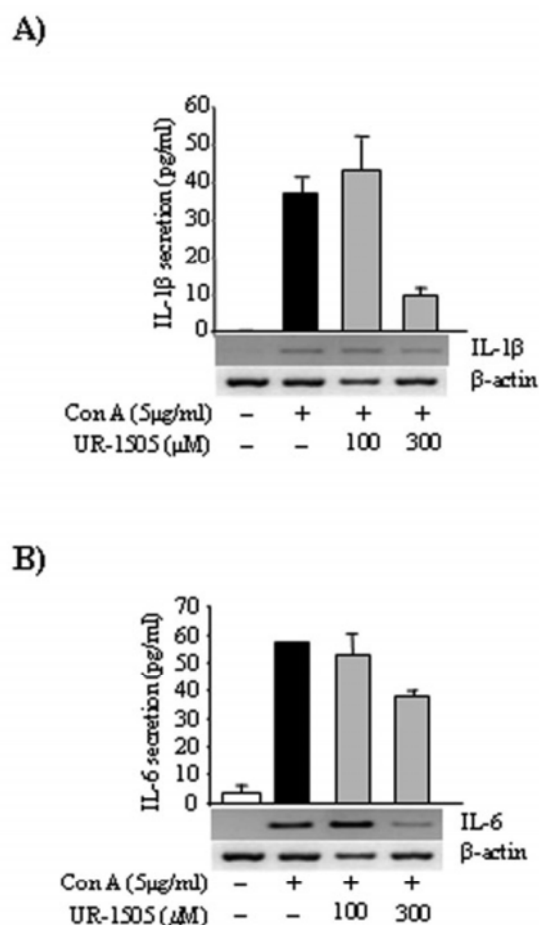 A)
IL-1β secretion (pg/ml)
60
50
40
30
20
10
0
IL-1β
β-actin
Con A (5µg/ml) – + + +
UR-1505 (µM) – – 100 300
B)
IL-6 secretion (pg/ml)
70
60
50
40
30
20
10
0
IL-6
β-actin
Con A (5µg/ml) – + + +
UR-1505 (µM) – – 100 300